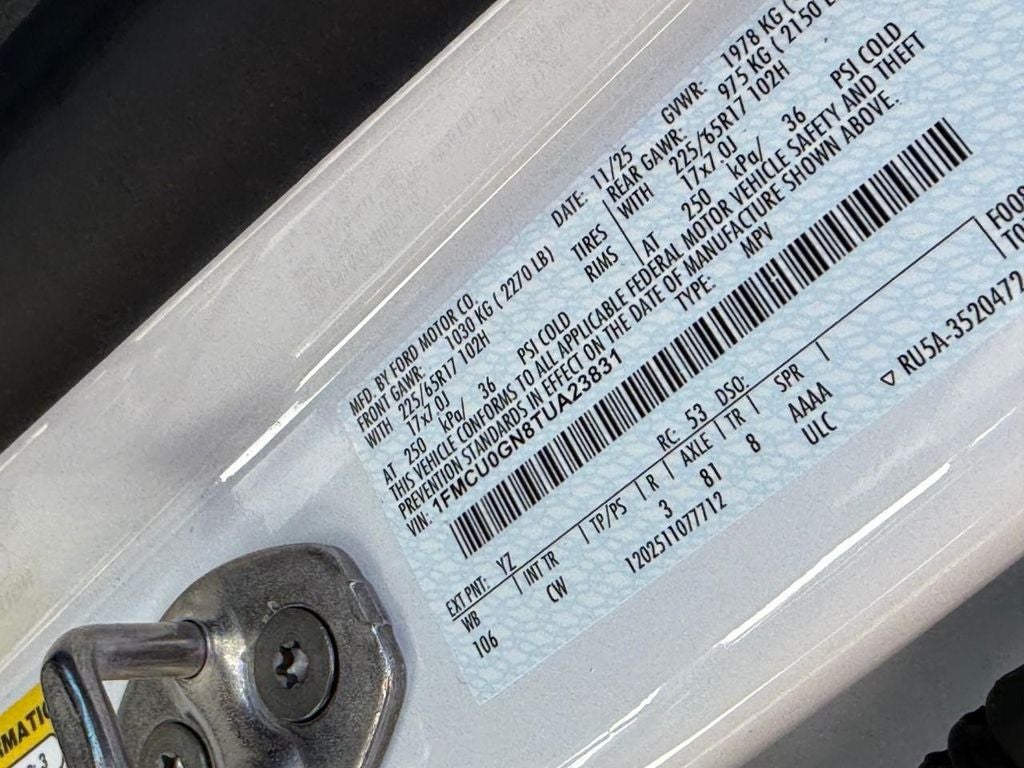 MFD. BY FORD MOTOR CO.
DATE: 11/25 GVWR: 1978 KG (
FRONT GAWR: 1030 KG ( 2270 LB) REAR GAWR: 975 KG ( 2150
WITH 225/65R17 102H TIRES WITH 225/65R17 102H
17x7.0J RIMS 17x7.0J
AT 250 kPa/ 36 PSI COLD AT 250 kPa/ 36 PSI COLD
THIS VEHICLE CONFORMS TO ALL APPLICABLE FEDERAL MOTOR VEHICLE SAFETY AND THEFT
PREVENTION STANDARDS IN EFFECT ON THE DATE OF MANUFACTURE SHOWN ABOVE.
VIN: 1FMCU0GN8TUA23831 TYPE: MPV
EXT PNT: YZ RC: 53 DSO:
WB INT TR TP/PS R AXLE TR SPR
106 CW 3 81 8 AAAA
1202511077712 ULC
▽ RU5A-3520472